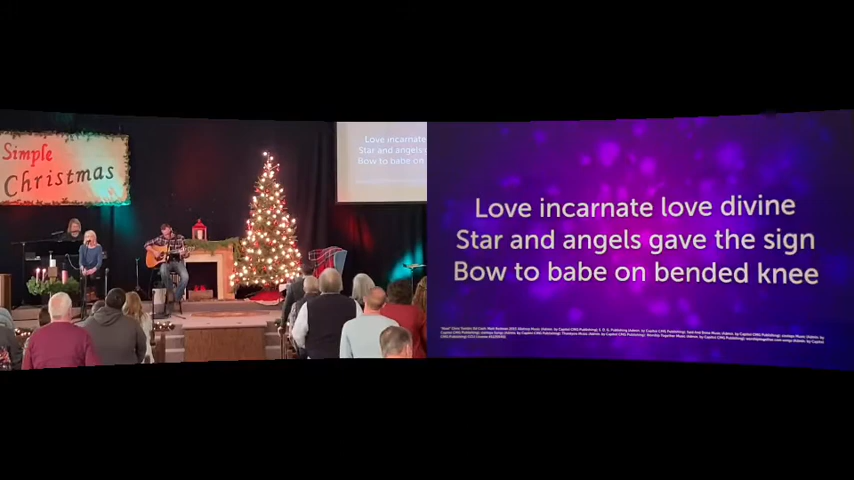 Simple
Christmas
Love incarnate
Star and angels
Bow to babe on
Love incarnate love divine
Star and angels gave the sign
Bow to babe on bended knee